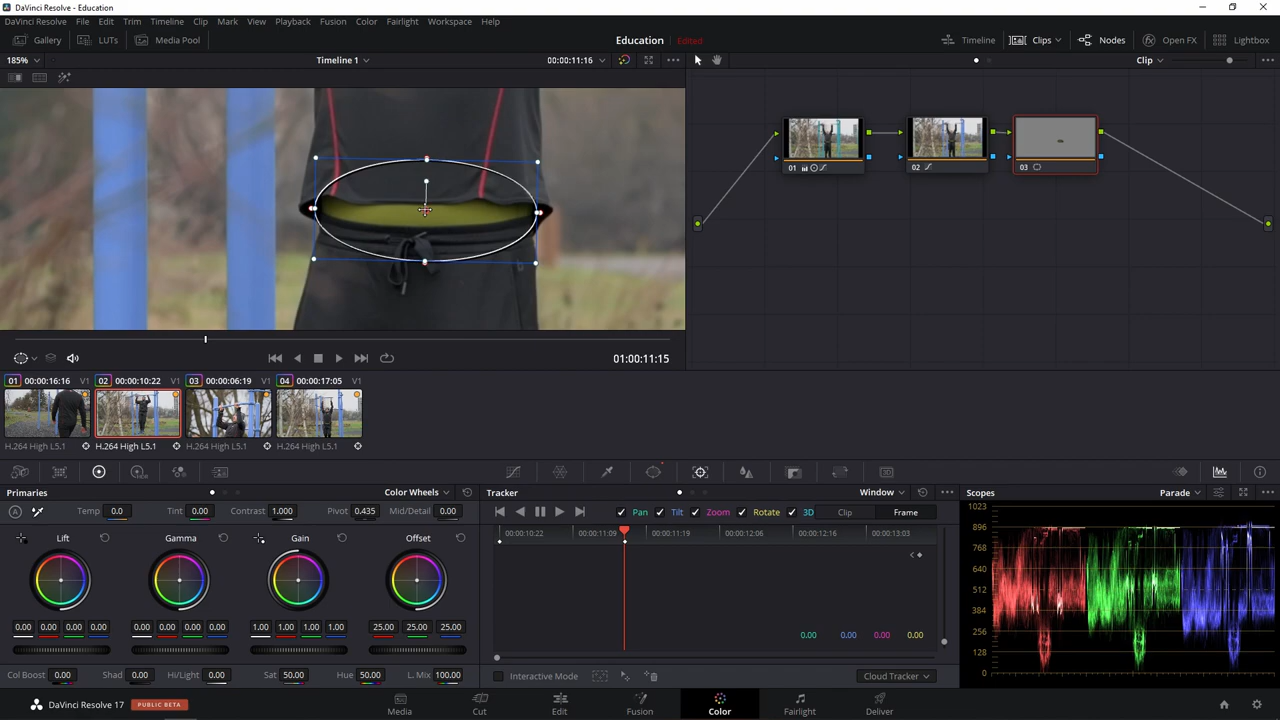 DaVinci Resolve - Education
DaVinci Resolve File Edit Trim Timeline Clip Mark View Playback Fusion Color Fairlight Workspace Help
Gallery LUTs Media Pool Education Edited Timeline Clips Nodes Open FX Lightbox
185% Timeline 1 00:00:11:16 Clip
01 02 03
01:00:11:15
01 00:00:16:16 V1 02 00:00:10:22 V1 03 00:00:06:19 V1 04 00:00:17:05 V1
H.264 High L5.1 H.264 High L5.1 H.264 High L5.1 H.264 High L5.1
Primaries Color Wheels Tracker Window Scopes Parade
A Temp 0.0 Tint 0.00 Contrast 1.000 Pivot 0.435 Mid/Detail 0.00 Pan Tilt Zoom Rotate 3D Clip Frame
1023
00:00:10:22 00:00:11:09 00:00:11:19 00:00:12:06 00:00:12:16 00:00:13:03
896
Lift Gamma Gain Offset
768
640
512
384
0.00 0.00 0.00 0.00 0.00 0.00 0.00 0.00 1.00 1.00 1.00 1.00 25.00 25.00 25.00 0.00 0.00 0.00 0.00
256
128
Col Boost 0.00 Shad 0.00 Hi/Light 0.00 Sat 50.00 Hue 50.00 L. Mix 100.00 Interactive Mode Cloud Tracker
0
DaVinci Resolve 17 PUBLIC BETA Media Cut Edit Fusion Color Fairlight Deliver